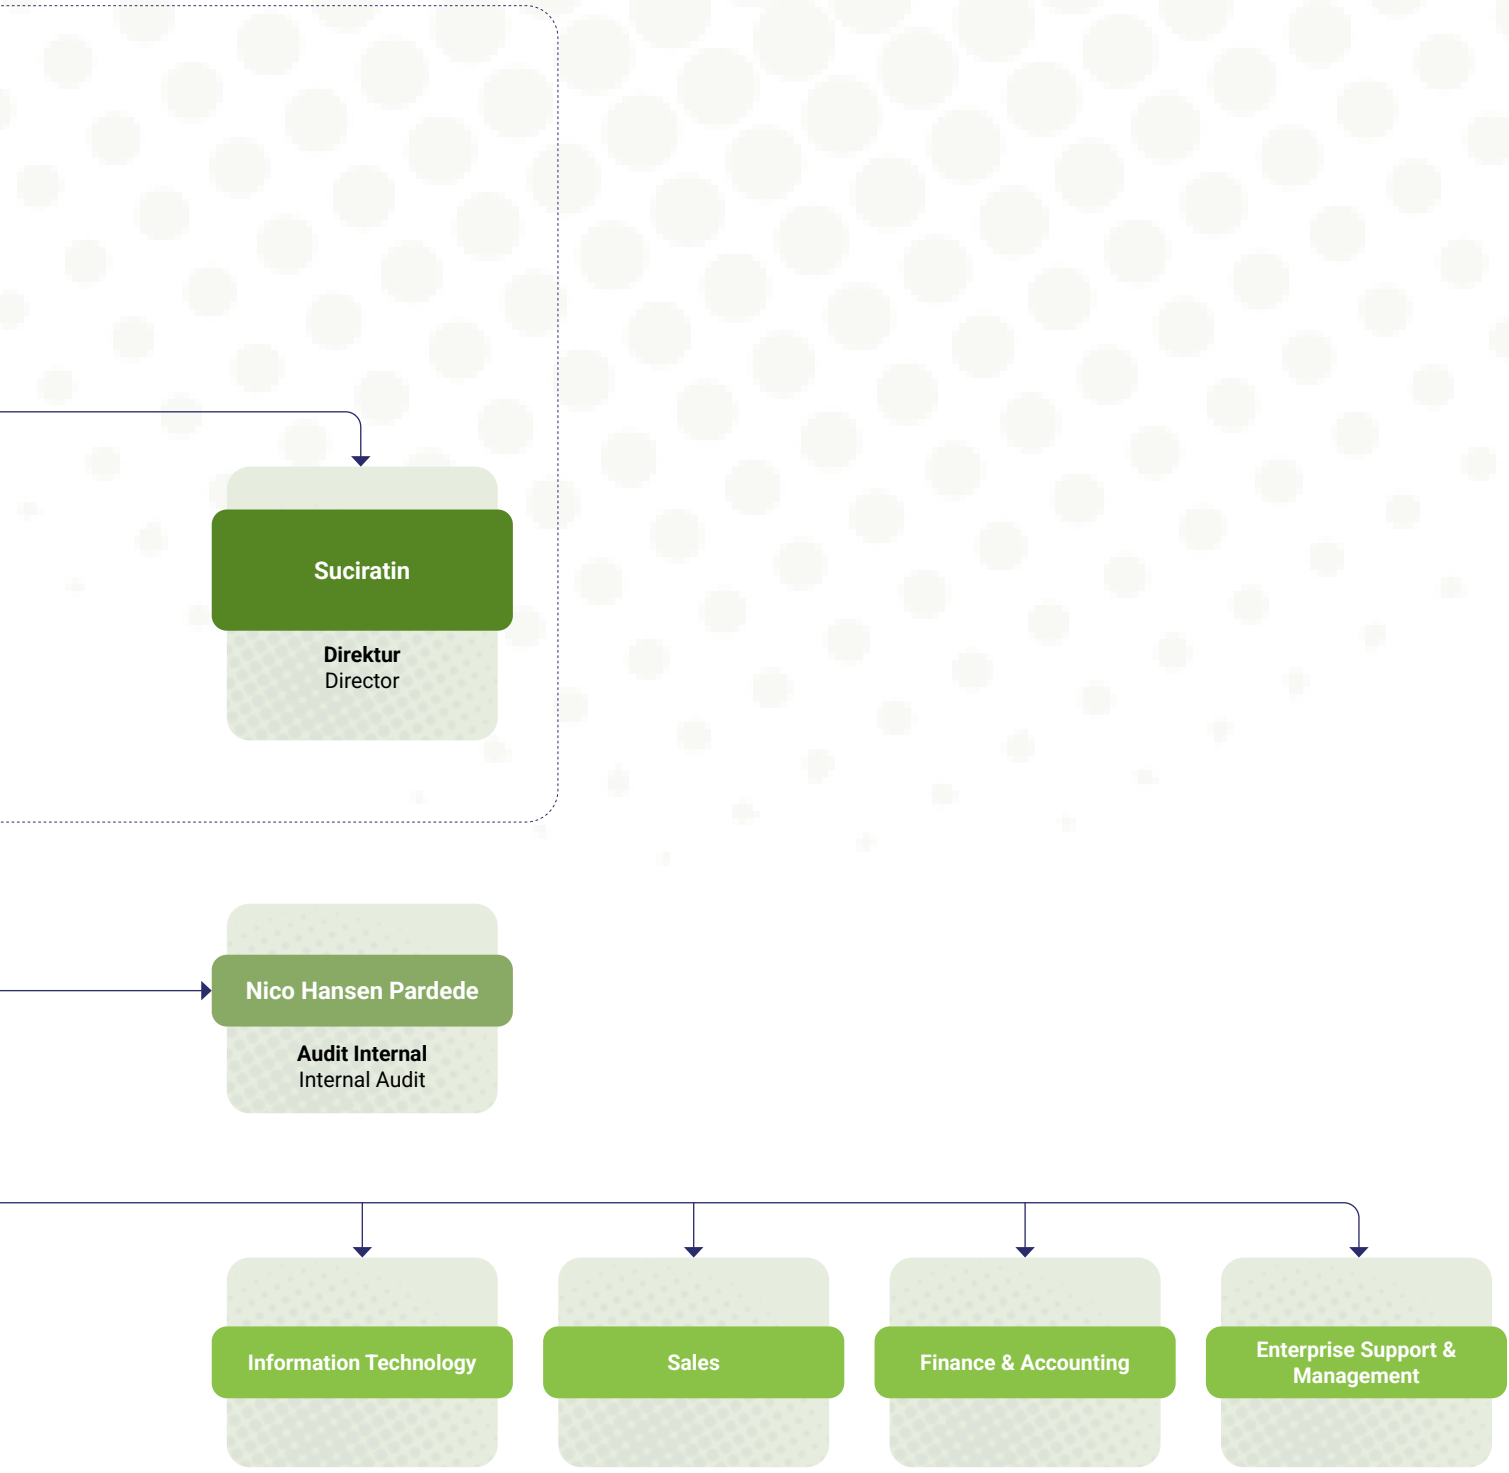 Suciratin
Direktur
Director
Nico Hansen Pardede
Audit Internal
Internal Audit
Information Technology
Sales
Finance & Accounting
Enterprise Support &
Management